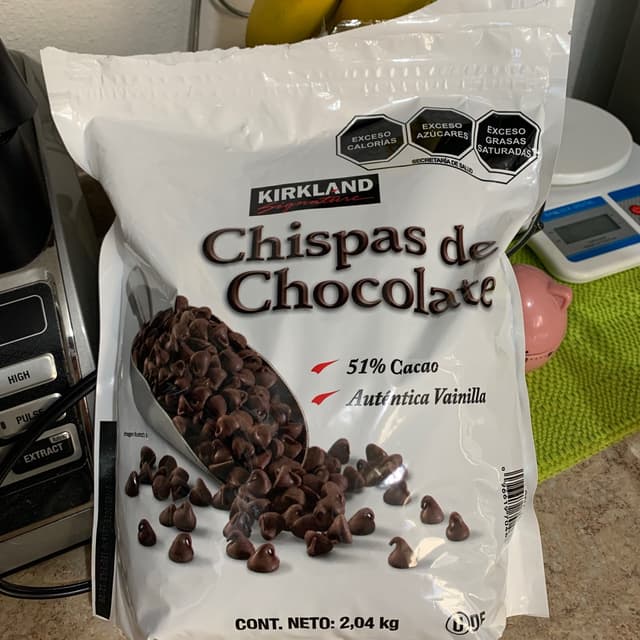 EXCESO
CALORÍAS
EXCESO
AZÚCARES
EXCESO
GRASAS
SATURADAS
SECRETARÍA DE SALUD
KIRKLAND
Signature
Chispas de
Chocolate
51% Cacao
Auténtica Vainilla
HIGH
PULSE
EXTRACT
CONT. NETO: 2,04 kg